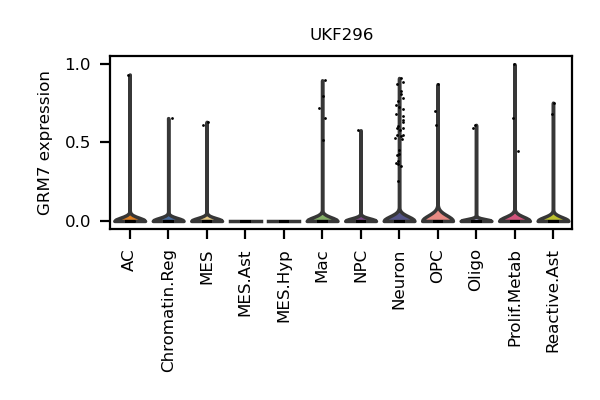 UKF296
GRM7 expression
1.0
0.5
0.0
AC
Chromatin.Reg
MES
MES.Ast
MES.Hyp
Mac
NPC
Neuron
OPC
Oligo
Prolif.Metab
Reactive.Ast